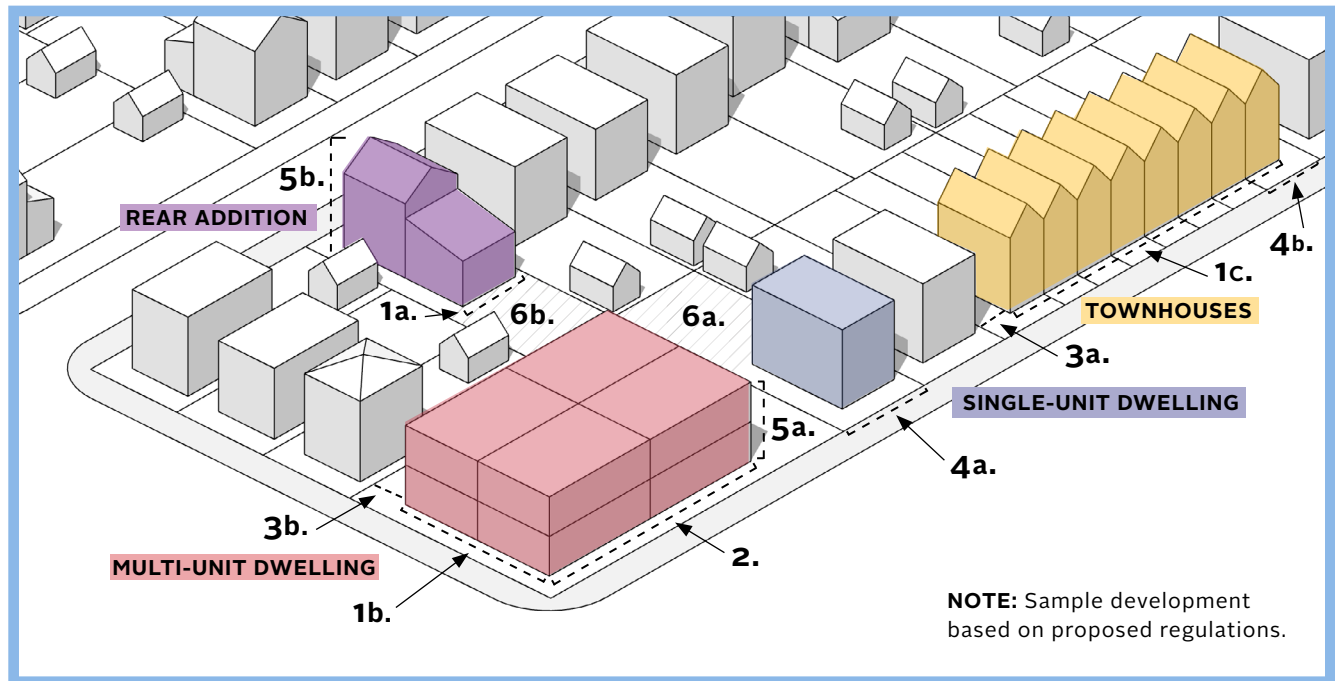 5b.
REAR ADDITION
4b.
1c.
1a.
6b.
6a.
TOWNHOUSES
3a.
SINGLE-UNIT DWELLING
5a.
4a.
3b.
2.
MULTI-UNIT DWELLING
1b.
NOTE: Sample development
based on proposed regulations.